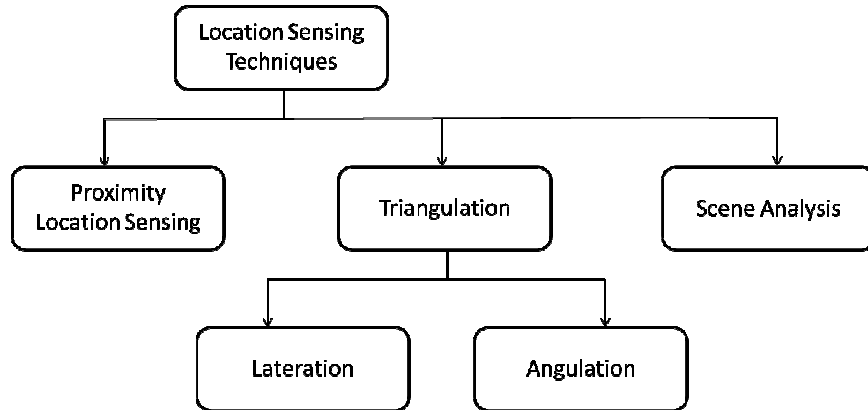 Location Sensing
Techniques
Proximity
Location Sensing
Triangulation
Scene Analysis
Lateration
Angulation